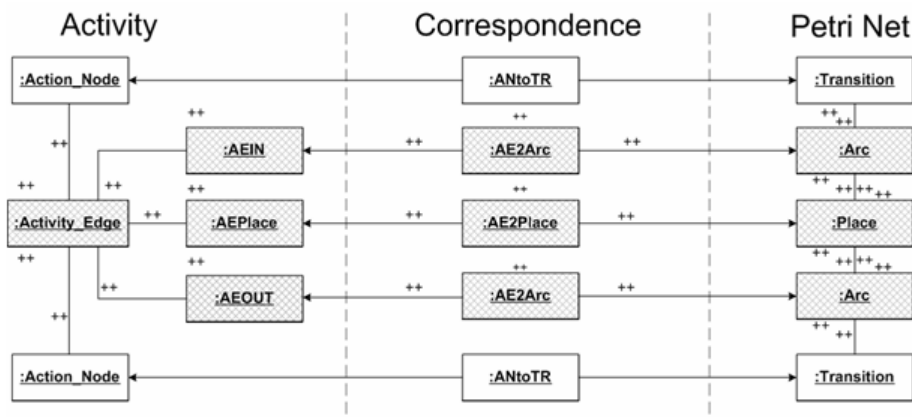 Activity Correspondence Petri Net
:Action_Node :ANtoTR :Transition
++ ++ ++
++ ++
++ ++ ++
:AEIN :AE2Arc :Arc
++ ++ ++ ++ ++ ++ ++ ++
++
++ :AEPlace ++ ++
:Activity_Edge :AE2Place :Place
++ ++ ++ ++ ++ ++
++
++ :AEOUT ++ ++
:AE2Arc :Arc
++ ++ ++
:Action_Node :ANtoTR :Transition